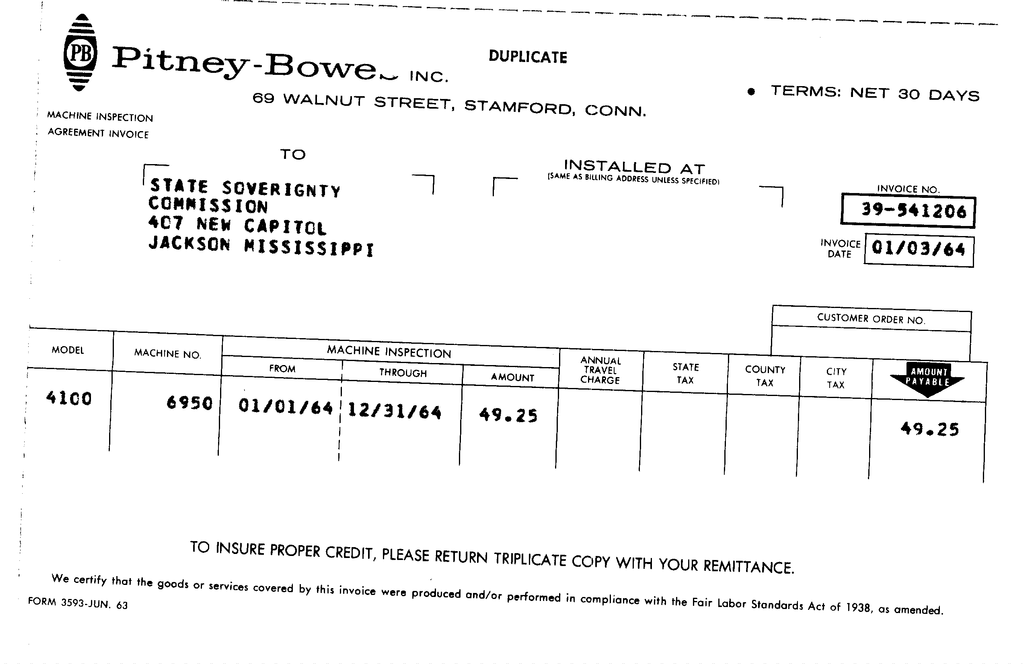 PB
Pitney-Bowe INC.
DUPLICATE
69 WALNUT STREET, STAMFORD, CONN.
• TERMS: NET 30 DAYS
MACHINE INSPECTION
AGREEMENT INVOICE
TO
STATE SOVERIGNTY
COMMISSION
407 NEW CAPITOL
JACKSON MISSISSIPPI
INSTALLED AT
(SAME AS BILLING ADDRESS UNLESS SPECIFIED)
INVOICE NO.
39-541206
INVOICE DATE 01/03/64
CUSTOMER ORDER NO.
MODEL MACHINE NO. MACHINE INSPECTION ANNUAL TRAVEL CHARGE STATE TAX COUNTY TAX CITY TAX AMOUNT PAYABLE
FROM THROUGH AMOUNT
4100 6950 01/01/64 12/31/64 49.25 49.25
TO INSURE PROPER CREDIT, PLEASE RETURN TRIPLICATE COPY WITH YOUR REMITTANCE.
We certify that the goods or services covered by this invoice were produced and/or performed in compliance with the Fair Labor Standards Act of 1938, as amended.
FORM 3593-JUN. 63